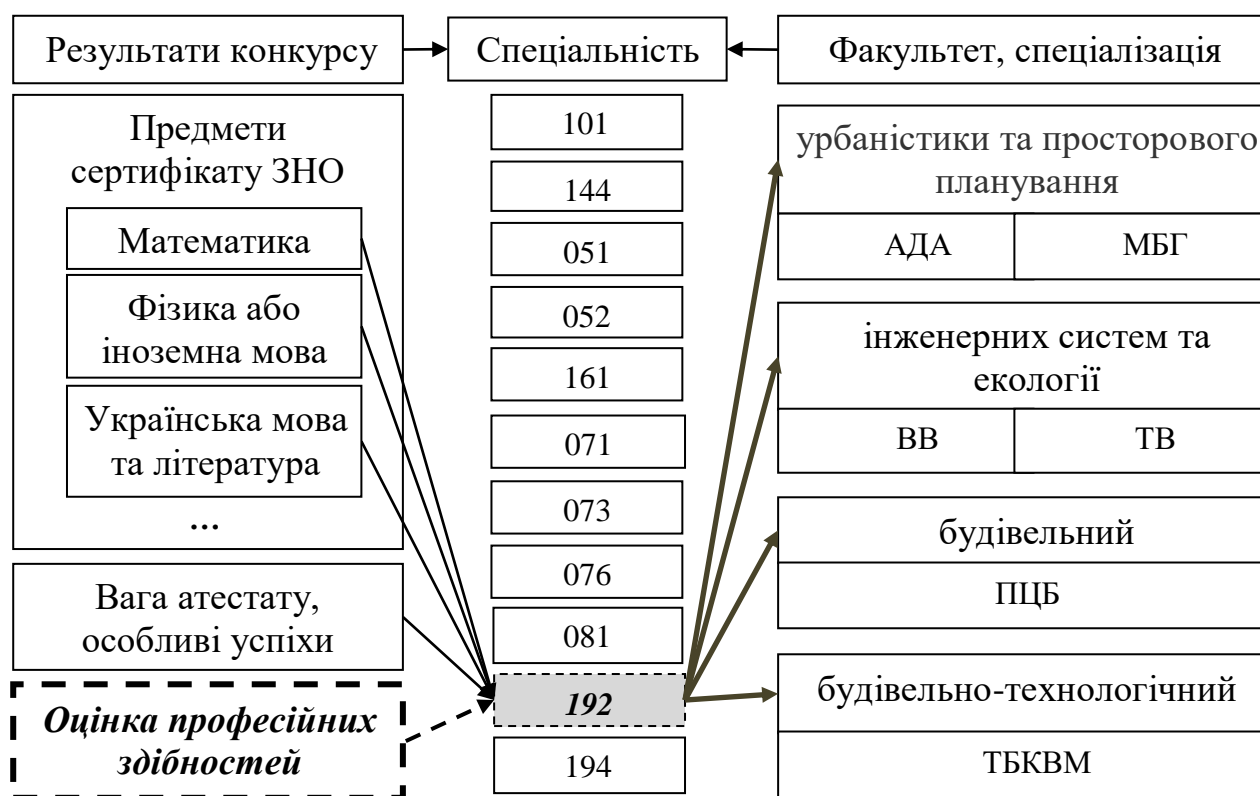 Результати конкурсу
Спеціальність
Факультет, спеціалізація
Предмети
сертифікату ЗНО
Математика
Фізика або
іноземна мова
Українська мова
та література
...
Вага атестату,
особливі успіхи
Оцінка професійних
здібностей
101
144
051
052
161
071
073
076
081
192
194
урбаністики та просторового
планування
АДА
МБГ
інженерних систем та
екології
ВВ
ТВ
будівельний
ПЦБ
будівельно-технологічний
ТБКВМ